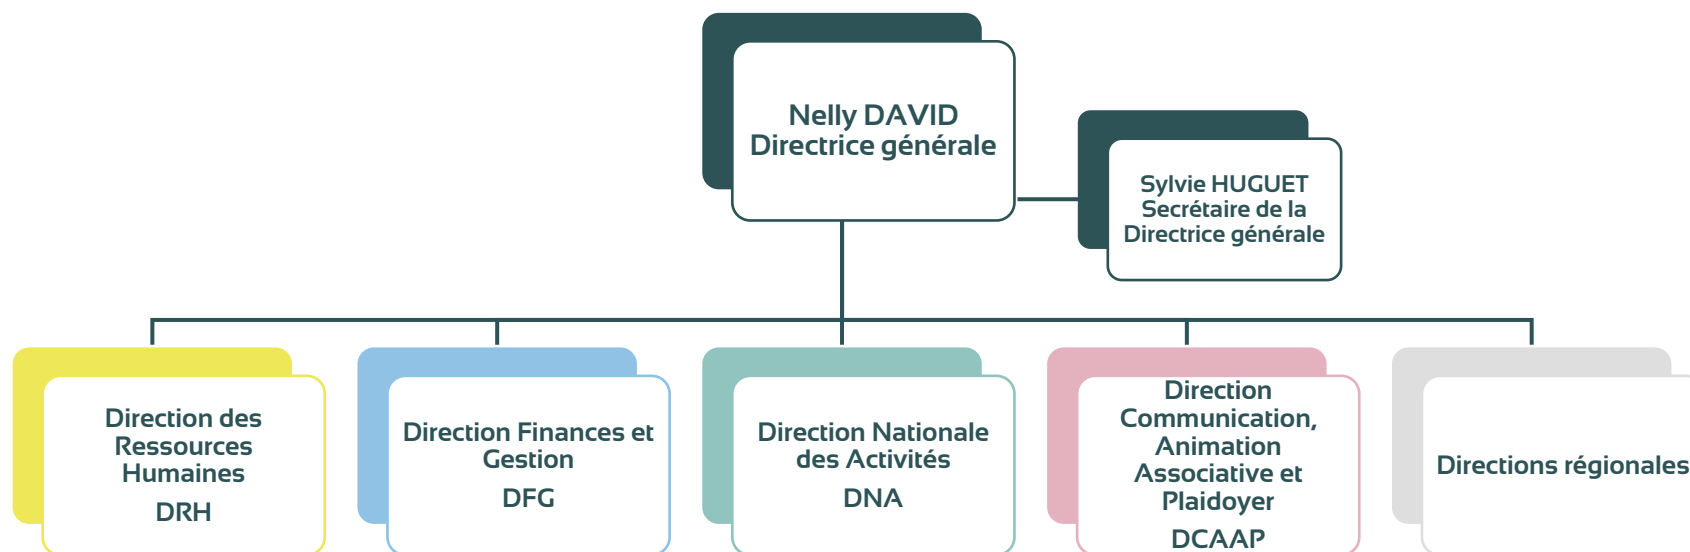 Nelly DAVID
Directrice générale
Sylvie HUGUET
Secrétaire de la
Directrice générale
Direction des
Ressources
Humaines
DRH
Direction Finances et
Gestion
DFG
Direction Nationale
des Activités
DNA
Direction
Communication,
Animation
Associative et
Plaidoyer
DCAAP
Directions régionales